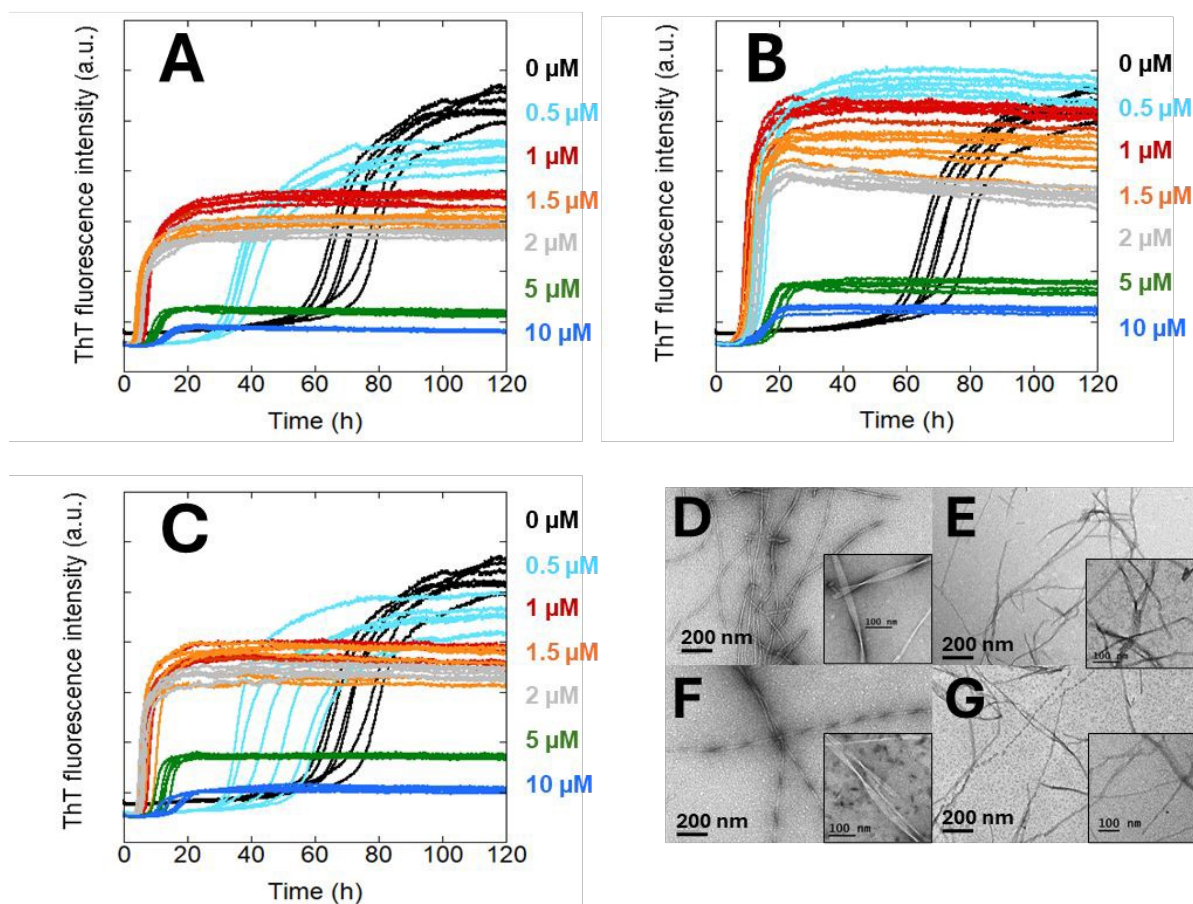 A
ThT fluorescence intensity (a.u.)
0 µM
0.5 µM
1 µM
1.5 µM
2 µM
5 µM
10 µM
0 20 40 60 80 100 120
Time (h)
B
ThT fluorescence intensity (a.u.)
0 µM
0.5 µM
1 µM
1.5 µM
2 µM
5 µM
10 µM
0 20 40 60 80 100 120
Time (h)
C
ThT fluorescence intensity (a.u.)
0 µM
0.5 µM
1 µM
1.5 µM
2 µM
5 µM
10 µM
0 20 40 60 80 100 120
Time (h)
D
200 nm
100 nm
E
200 nm
100 nm
F
200 nm
100 nm
G
200 nm
100 nm